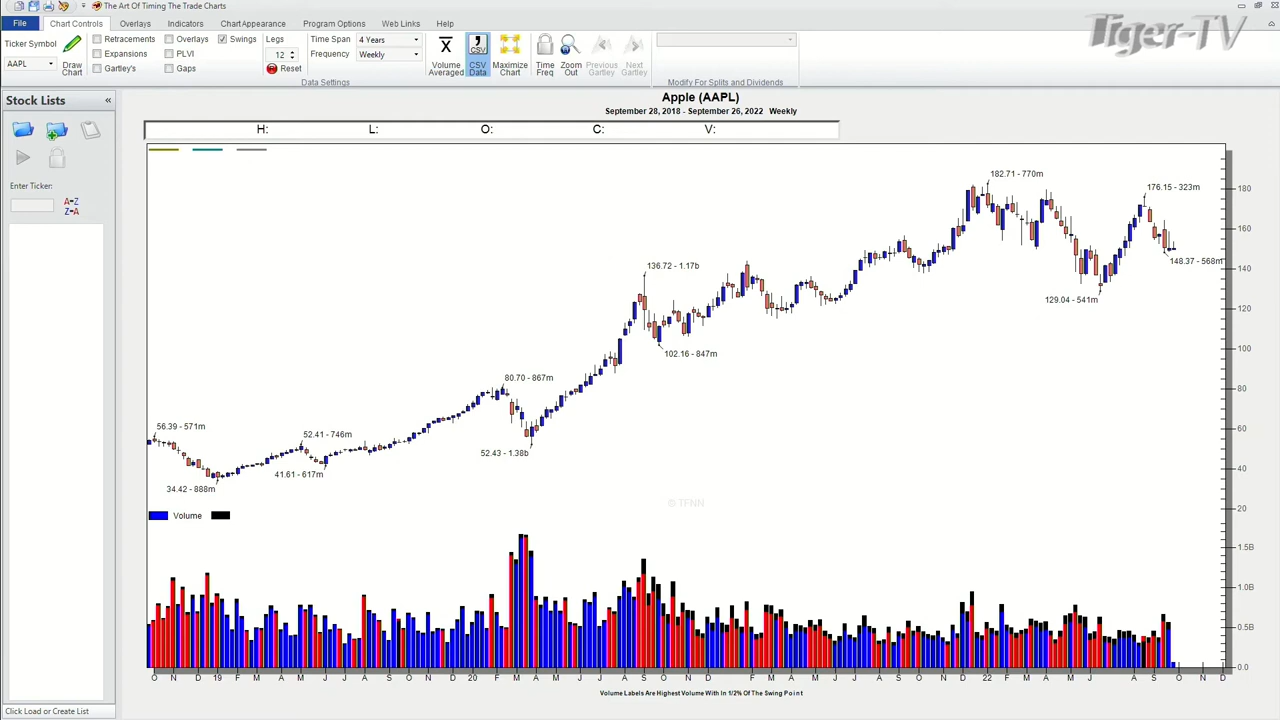 The Art Of Timing The Trade Charts
File Chart Controls Overlays Indicators Chart Appearance Program Options Web Links Help
Tiger-TV
Ticker Symbol
AAPL
Draw Chart
Retracements Overlays Swings
Expansions PLVI
Gartley's Gaps
Legs
12
Reset
Time Span 4 Years
Frequency Weekly
Data Settings
Volume Averaged
CSV
CSV Data
Maximize Chart
Time Freq
Zoom Out
Previous Gartley
Next Gartley
Modify For Splits and Dividends
Stock Lists «
Enter Ticker:
A-Z
Z-A
Click Load or Create List
Apple (AAPL)
September 28, 2018 - September 26, 2022 Weekly
H: L: O: C: V:
182.71 - 770m
176.15 - 323m
148.37 - 568m
136.72 - 1.17b
129.04 - 541m
102.16 - 847m
80.70 - 867m
56.39 - 571m
52.41 - 746m
52.43 - 1.38b
41.61 - 617m
34.42 - 888m
180
160
140
120
100
80
60
40
20
© TFNN
Volume
1.5B
1.0B
0.5B
0.0
O N J 19 F M A M J J A S O N D 20 F M A M J J A S O N D F M A M J J A S O N D 22 F M A M J A S O N D
Volume Labels Are Highest Volume With In 1/2% Of The Swing Point